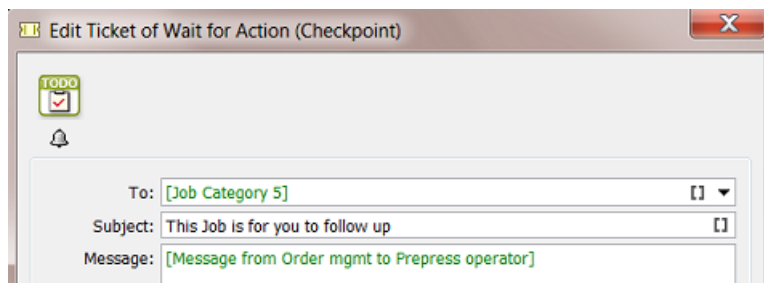 Edit Ticket of Wait for Action (Checkpoint)
TODO
To: [Job Category 5] []
Subject: This Job is for you to follow up []
Message: [Message from Order mgmt to Prepress operator]